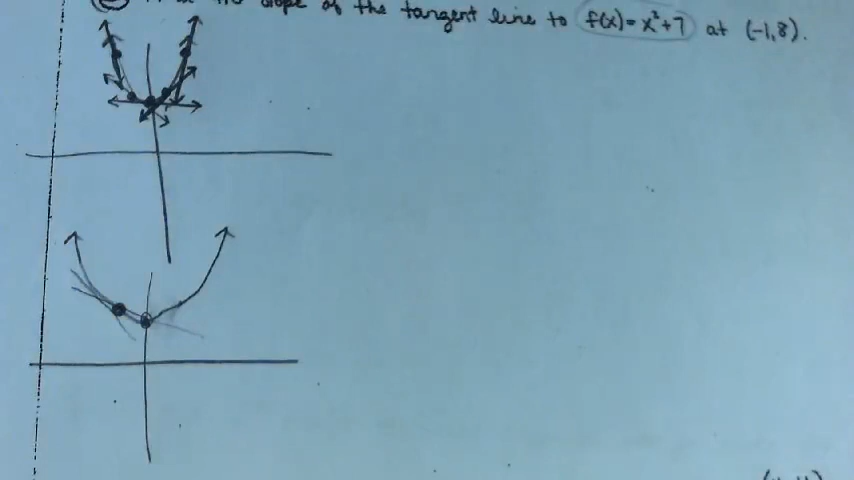 slope of the tangent line to f(x) = x²+7 at (-1,8).